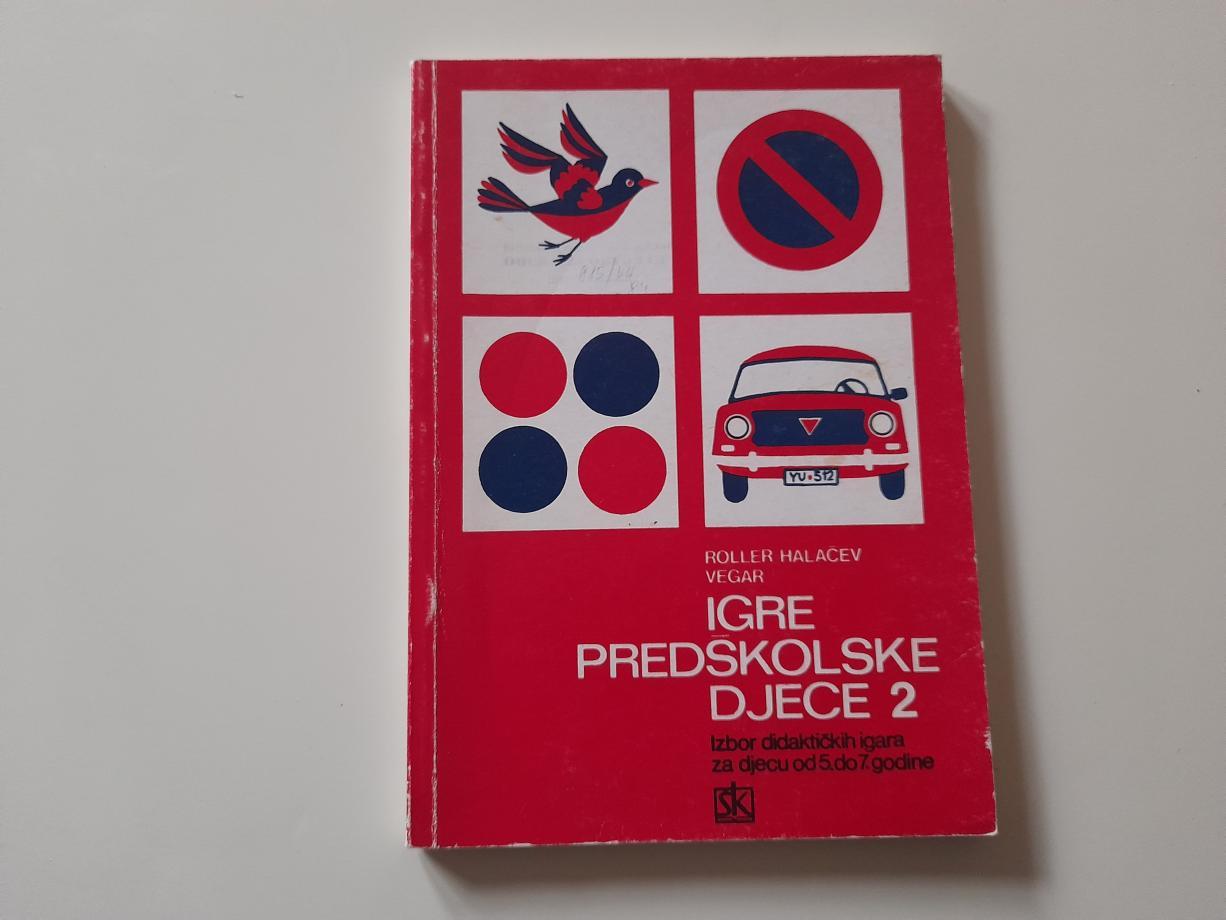 YU•512
ROLLER HALAČEV
VEGAR
IGRE
PREDŠKOLSKE
DJECE 2
Izbor didaktičkih igara
za djecu od 5. do 7. godine
šk